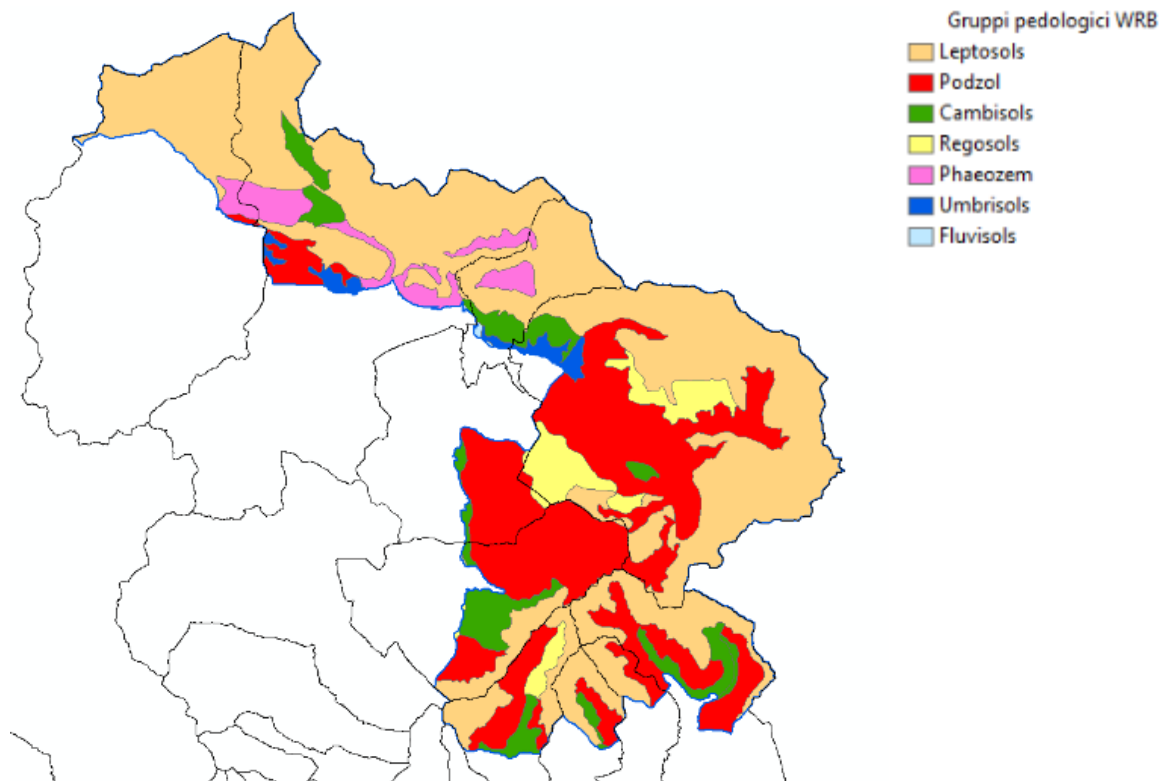 Gruppi pedologici WRB
Leptosols
Podzol
Cambisols
Regosols
Phaeozem
Umbrisols
Fluvisols